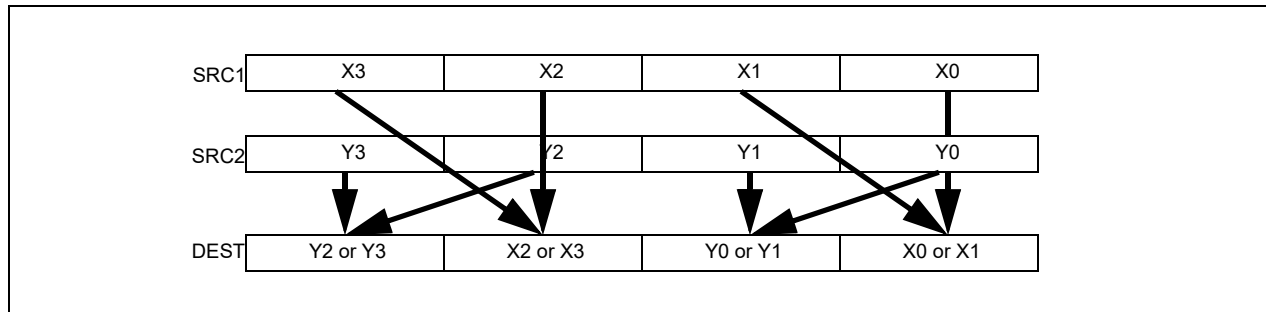 SRC1 X3 X2 X1 X0
SRC2 Y3 Y2 Y1 Y0
DEST Y2 or Y3 X2 or X3 Y0 or Y1 X0 or X1